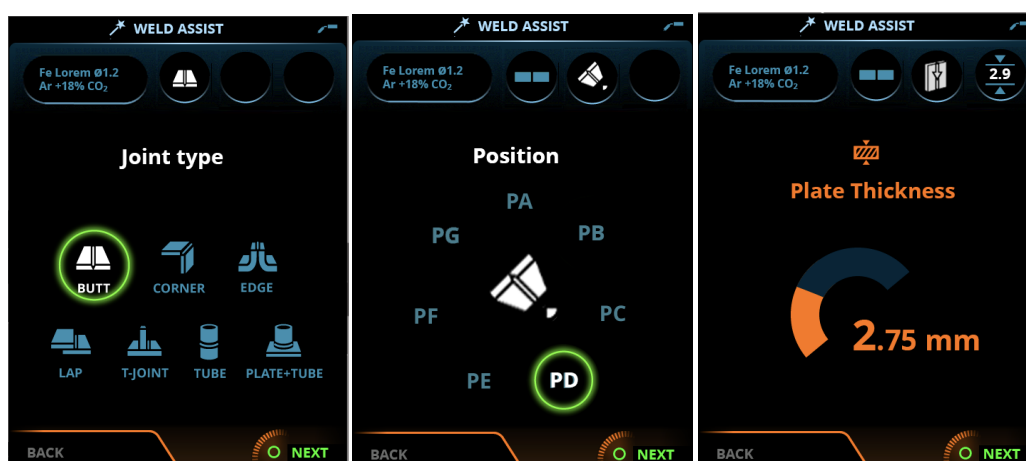 WELD ASSIST
Fe Lorem Ø1.2
Ar +18% CO₂
Joint type
BUTT
CORNER
EDGE
LAP
T-JOINT
TUBE
PLATE+TUBE
BACK
NEXT
WELD ASSIST
Fe Lorem Ø1.2
Ar +18% CO₂
Position
PA
PG
PB
PF
PC
PE
PD
BACK
NEXT
WELD ASSIST
Fe Lorem Ø1.2
Ar +18% CO₂
2.9
Plate Thickness
2.75 mm
BACK
NEXT